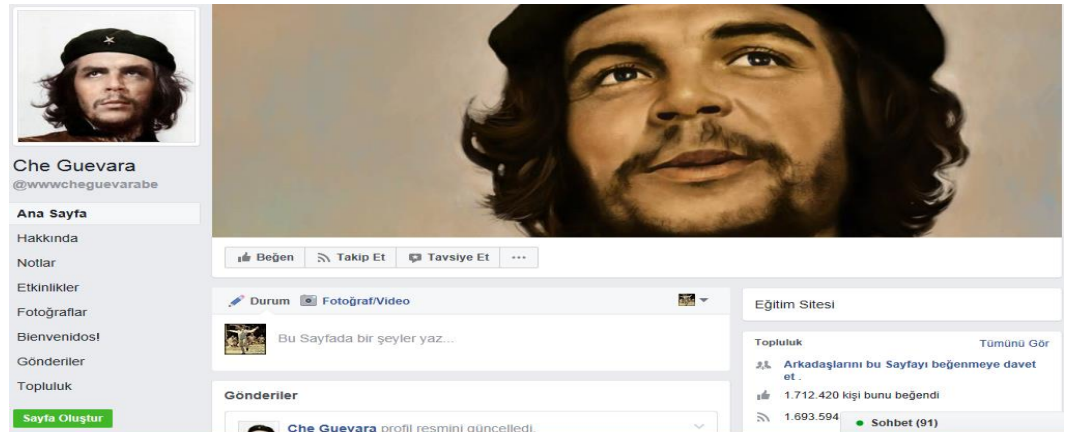 Che Guevara
@wwwcheguevarabe
Ana Sayfa
Hakkında
Notlar
Etkinlikler
Fotoğraflar
Bienvenidos!
Gönderiler
Topluluk
Sayfa Oluştur
Beğen Takip Et Tavsiye Et ...
Durum Fotoğraf/Video
Bu Sayfada bir şeyler yaz...
Gönderiler
Che Guevara profil resmini güncelledi.
Eğitim Sitesi
Topluluk Tümünü Gör
Arkadaşlarını bu Sayfayı beğenmeye davet
et .
1.712.420 kişi bunu beğendi
1.693.594
Sohbet (91)